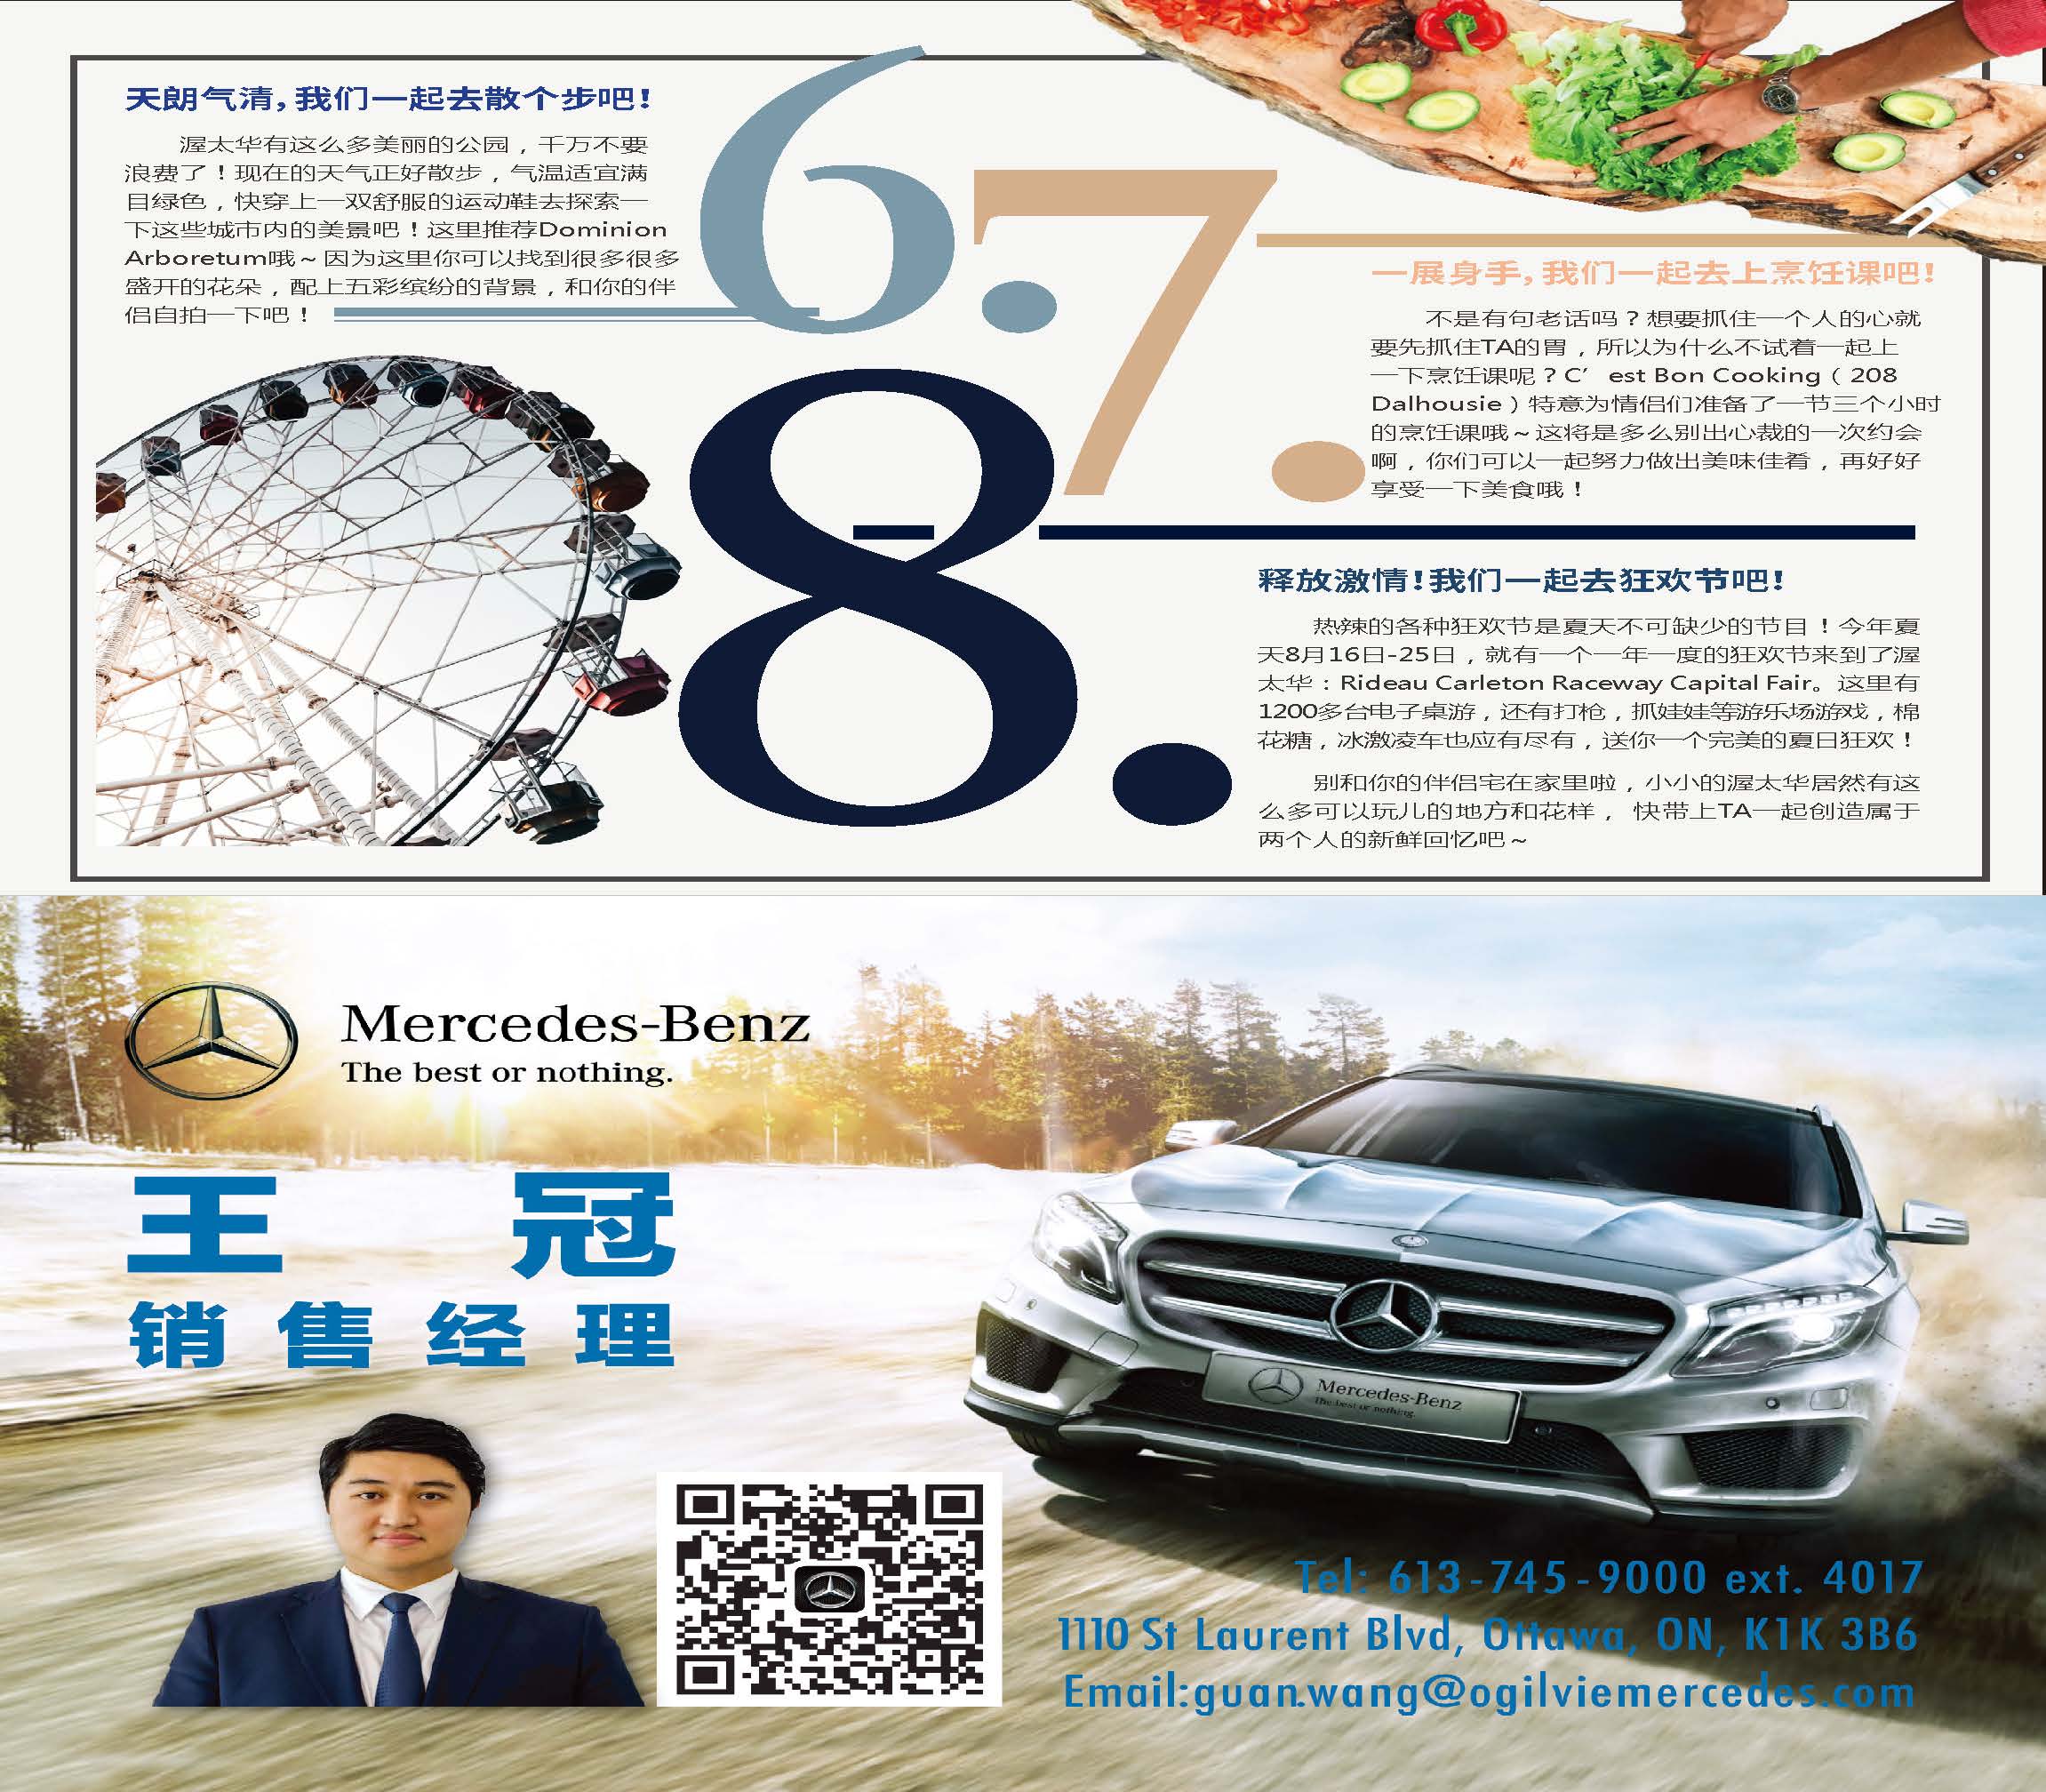 6.
天朗气清,我们一起去散个步吧!
渥太华有这么多美丽的公园，千万不要
浪费了！现在的天气正好散步，气温适宜满
目绿色，快穿上一双舒服的运动鞋去探索一
下这些城市内的美景吧！这里推荐Dominion
Arboretum哦～因为这里你可以找到很多很多
盛开的花朵，配上五彩缤纷的背景，和你的伴
侣自拍一下吧！
7.
一展身手,我们一起去上烹饪课吧!
不是有句老话吗？想要抓住一个人的心就
要先抓住TA的胃，所以为什么不试着一起上
一下烹饪课呢？C’est Bon Cooking（208
Dalhousie）特意为情侣们准备了一节三个小时
的烹饪课哦～这将是多么别出心裁的一次约会
啊，你们可以一起努力做出美味佳肴，再好好
享受一下美食哦！
8.
释放激情!我们一起去狂欢节吧!
热辣的各种狂欢节是夏天不可缺少的节目！今年夏
天8月16日-25日，就有一个一年一度的狂欢节来到了渥
太华：Rideau Carleton Raceway Capital Fair。这里有
1200多台电子桌游，还有打枪，抓娃娃等游乐场游戏，棉
花糖，冰激凌车也应有尽有，送你一个完美的夏日狂欢！
别和你的伴侣宅在家里啦，小小的渥太华居然有这
么多可以玩儿的地方和花样， 快带上TA一起创造属于
两个人的新鲜回忆吧～
Mercedes-Benz
The best or nothing.
王 冠
销售经理
Mercedes-Benz
The best or nothing.
Tel: 613-745-9000 ext. 4017
1110 St Laurent Blvd, Ottawa, ON, K1K 3B6
Email:guan.wang@ogilviemercedes.com